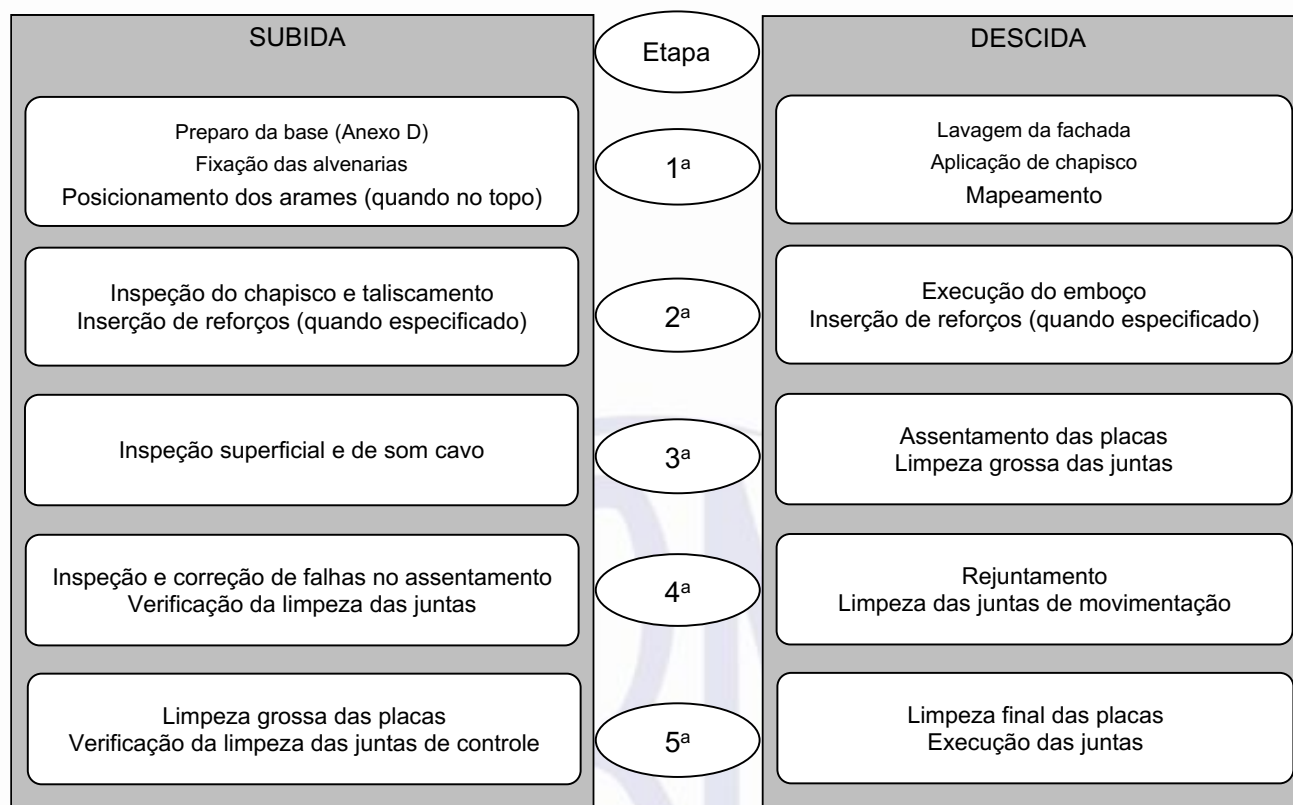 SUBIDA
Etapa
DESCIDA
Preparo da base (Anexo D)
Fixação das alvenarias
Posicionamento dos arames (quando no topo)
1ª
Lavagem da fachada
Aplicação de chapisco
Mapeamento
Inspeção do chapisco e taliscamento
Inserção de reforços (quando especificado)
2ª
Execução do emboço
Inserção de reforços (quando especificado)
Inspeção superficial e de som cavo
3ª
Assentamento das placas
Limpeza grossa das juntas
Inspeção e correção de falhas no assentamento
Verificação da limpeza das juntas
4ª
Rejuntamento
Limpeza das juntas de movimentação
Limpeza grossa das placas
Verificação da limpeza das juntas de controle
5ª
Limpeza final das placas
Execução das juntas